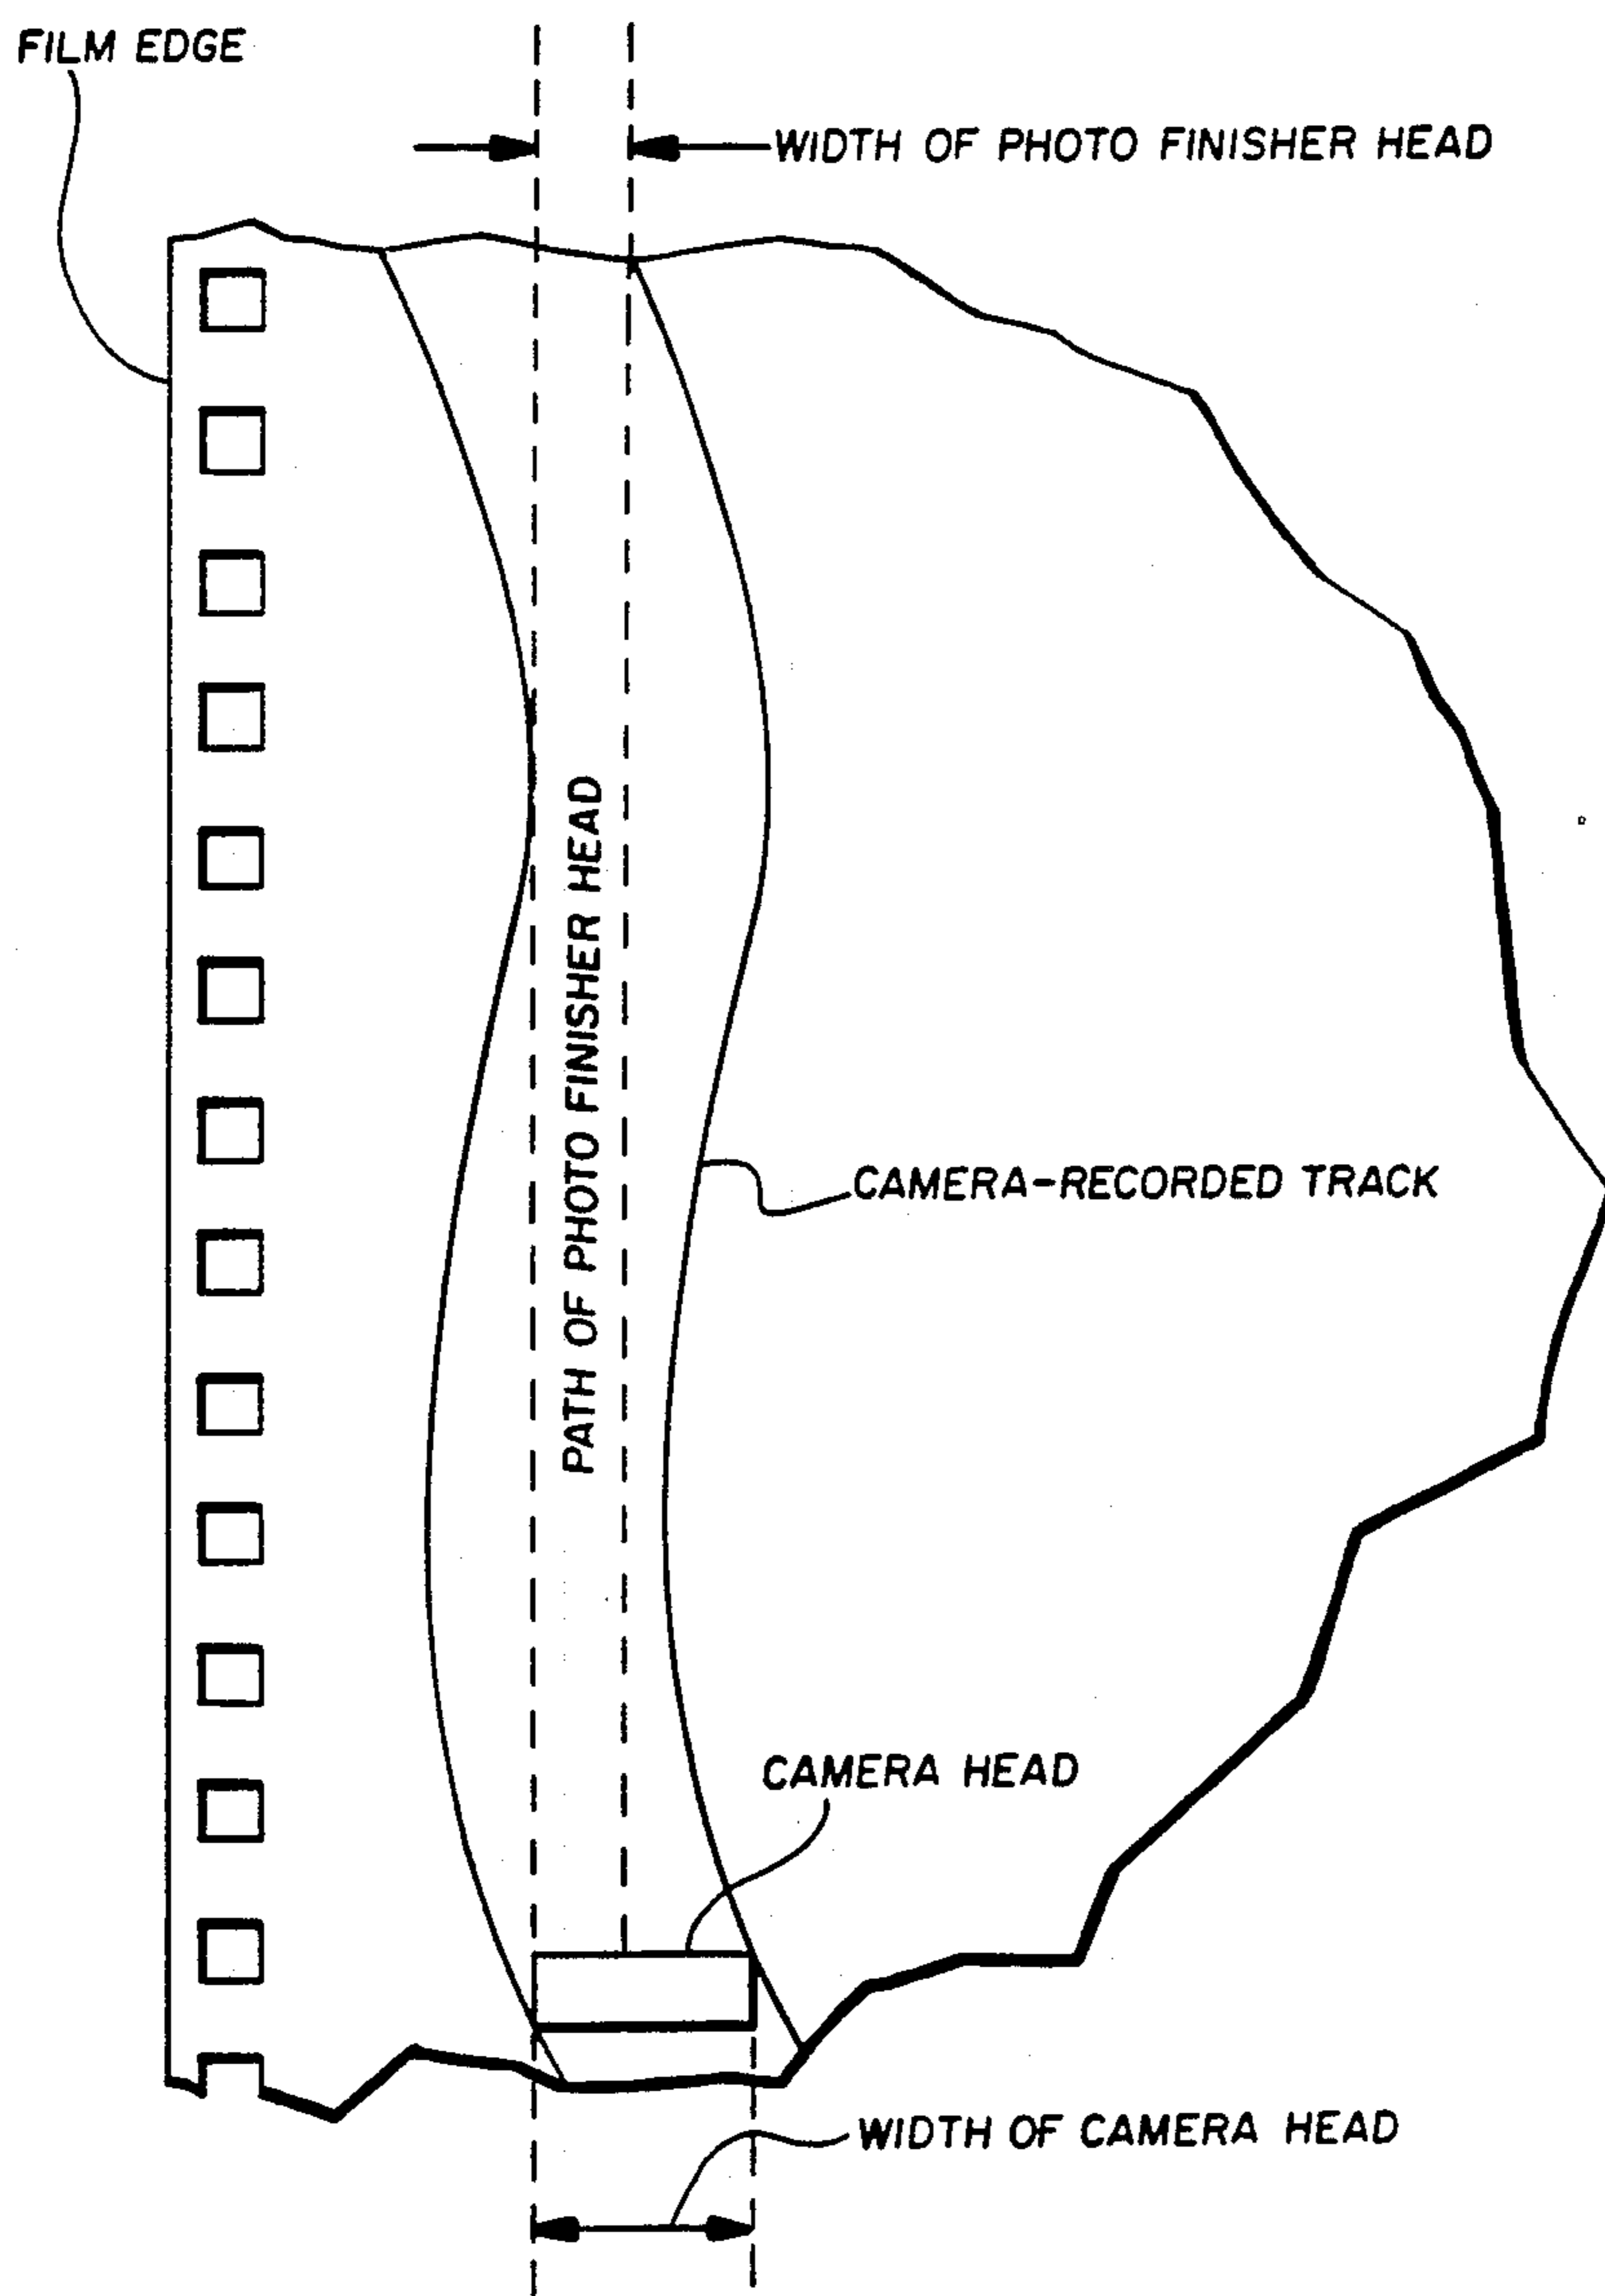 FILM EDGE
WIDTH OF PHOTO FINISHER HEAD
PATH OF PHOTO FINISHER HEAD
CAMERA-RECORDED TRACK
CAMERA HEAD
WIDTH OF CAMERA HEAD